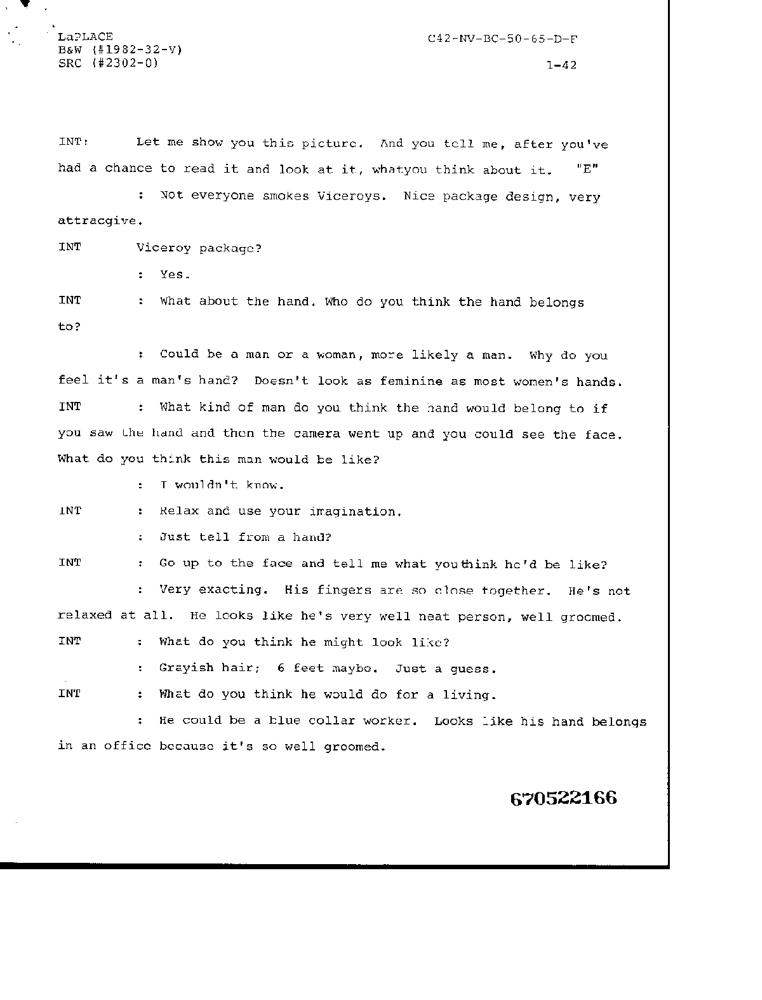 LaPLACE
B&W (#1982-32-V)
SRC (#2302-0)
C42-NV-BC-50-65-D-F
1-42
INT: Let me show you this picture. And you tell me, after you've
had a chance to read it and look at it, whatyou think about it. "E"
: Not everyone smokes Viceroys. Nice package design, very
attracgive.
INT Viceroy package?
: Yes.
INT : What about the hand. Who do you think the hand belongs
to?
: Could be a man or a woman, more likely a man. Why do you
feel it's a man's hand? Doesn't look as feminine as most women's hands.
INT : What kind of man do you think the hand would belong to if
you saw the hand and then the camera went up and you could see the face.
What do you think this man would be like?
: I wouldn't know.
INT : Relax and use your imagination.
: Just tell from a hand?
INT : Go up to the face and tell me what youthink he'd be like?
: Very exacting. His fingers are so close together. He's not
relaxed at all. He looks like he's very well neat person, well groomed.
INT : What do you think he might look like?
: Grayish hair; 6 feet maybe. Just a guess.
INT : What do you think he would do for a living.
: He could be a blue collar worker. Looks like his hand belongs
in an office because it's so well groomed.
670522166